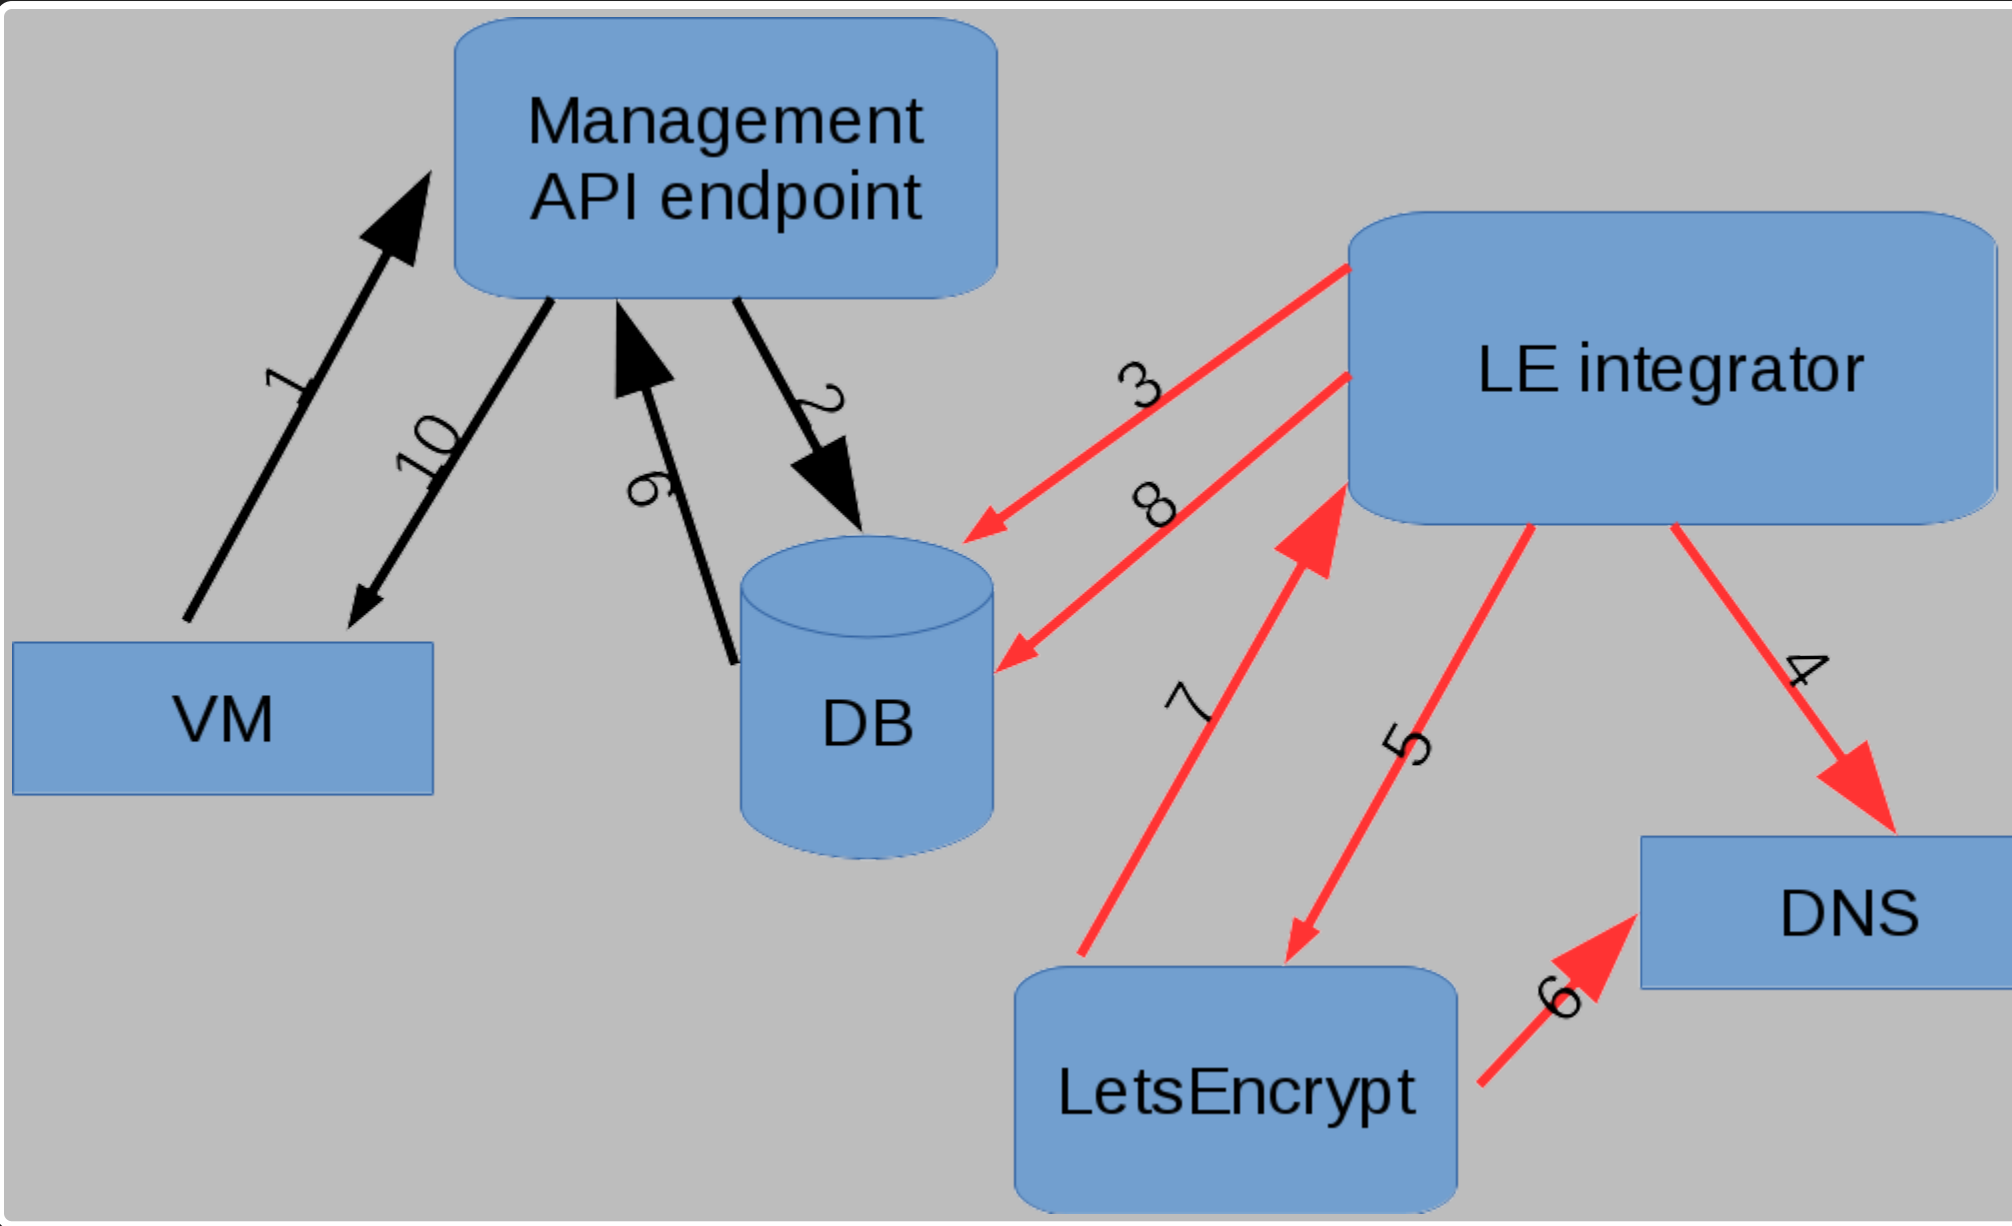 Management
API endpoint
LE integrator
1
10
9
2
3
8
7
5
4
6
VM
DB
DNS
LetsEncrypt